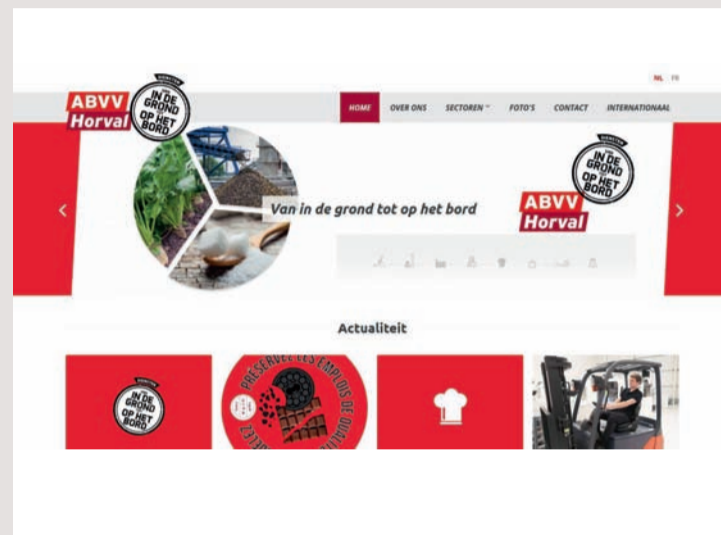 NL FR
ABVV
Horval
IN DE
GROND
OP HET
BORD
HOME OVER ONS SECTOREN FOTO'S CONTACT INTERNATIONAAL
Van in de grond tot op het bord
IN DE
GROND
OP HET
BORD
ABVV
Horval
Actualiteit
IN DE
GROND
OP HET
BORD
PRÉSERVEZ LES EMPLOIS DE QUALIT